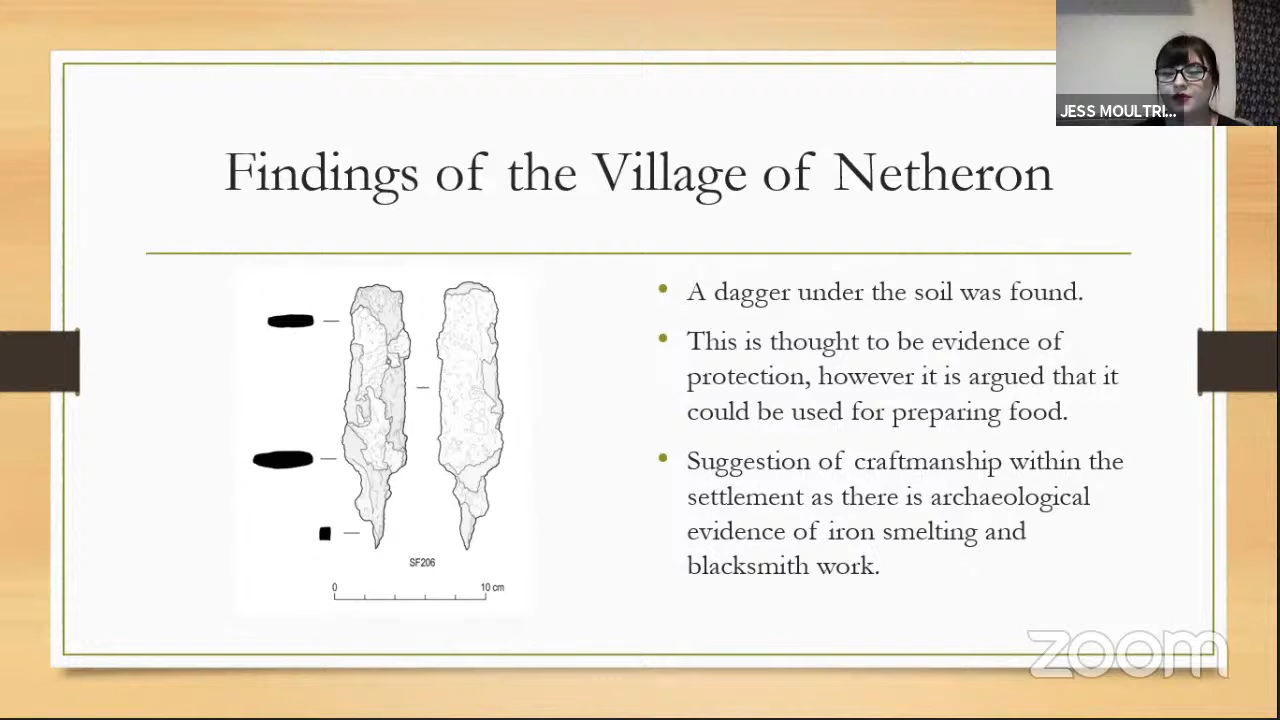 JESS MOULTRI...
Findings of the Village of Netheron
A dagger under the soil was found.
This is thought to be evidence of
protection, however it is argued that it
could be used for preparing food.
Suggestion of craftmanship within the
settlement as there is archaeological
evidence of iron smelting and
blacksmith work.
SF206
0 10 cm
zoom